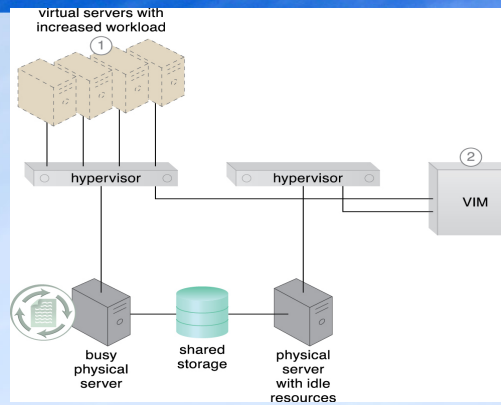 virtual servers with
increased workload
1
2
hypervisor
hypervisor
VIM
busy
physical
server
shared
storage
physical
server
with idle
resources